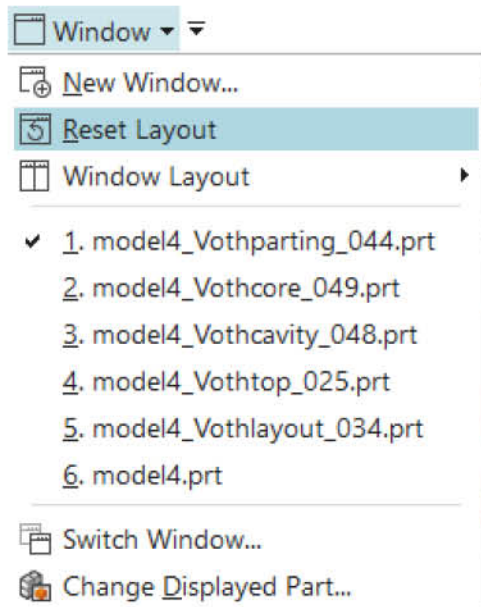 Window
New Window...
Reset Layout
Window Layout
1. model4_Vothparting_044.prt
2. model4_Vothcore_049.prt
3. model4_Vothcavity_048.prt
4. model4_Vothtop_025.prt
5. model4_Vothlayout_034.prt
6. model4.prt
Switch Window...
Change Displayed Part...